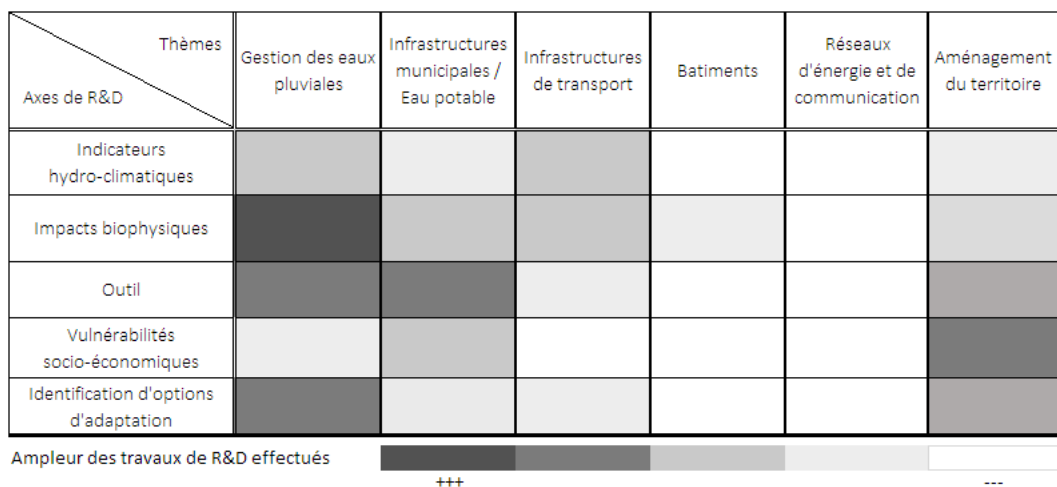 Thèmes
Axes de R&D
Gestion des eaux
pluviales
Infrastructures
municipales /
Eau potable
Infrastructures
de transport
Batiments
Réseaux
d'énergie et de
communication
Aménagement
du territoire
Indicateurs
hydro-climatiques
Impacts biophysiques
Outil
Vulnérabilités
socio-économiques
Identification d'options
d'adaptation
Ampleur des travaux de R&D effectués
+++
---